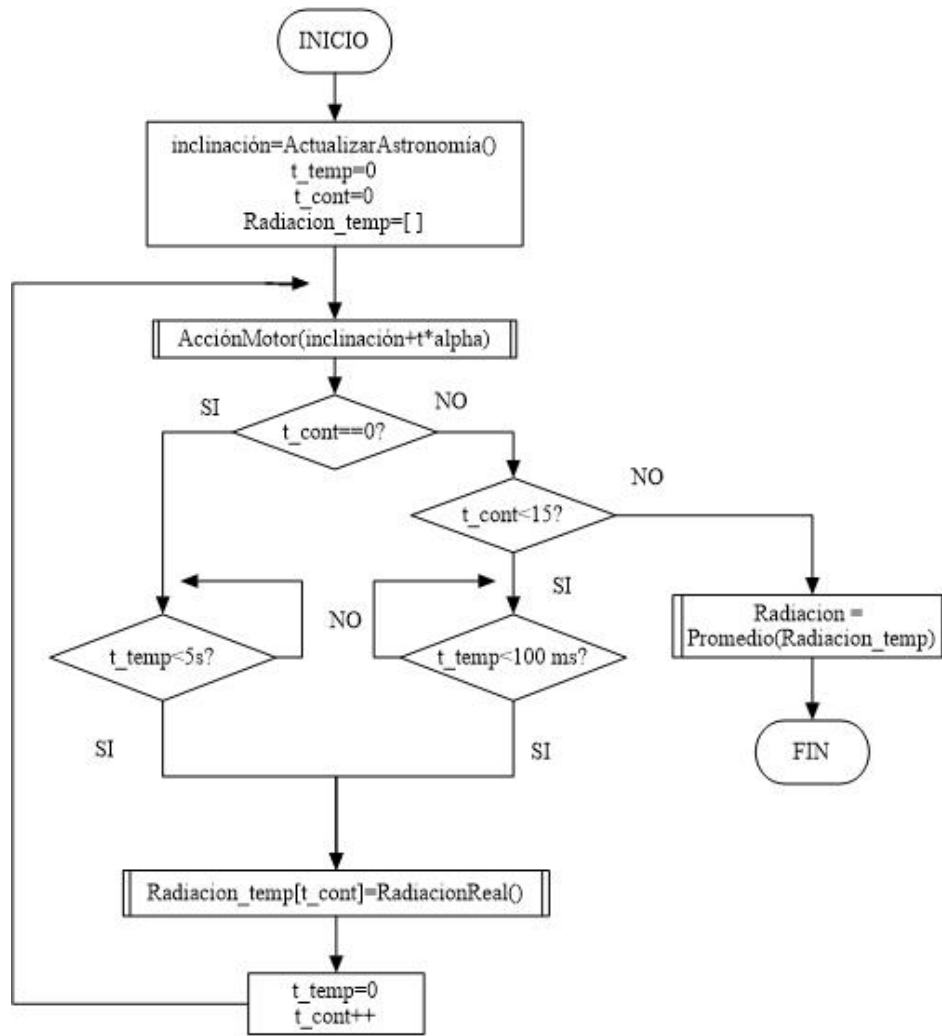 INICIO
inclinación=ActualizarAstronomía()
t_temp=0
t_cont=0
Radiacion_temp=[ ]
AcciónMotor(inclinación+t*alpha)
SI
NO
t_cont==0?
NO
t_cont<15?
SI
NO
t_temp<5s?
t_temp<100 ms?
Radiacion =
Promedio(Radiacion_temp)
SI
SI
FIN
Radiacion_temp[t_cont]=RadiacionReal()
t_temp=0
t_cont++